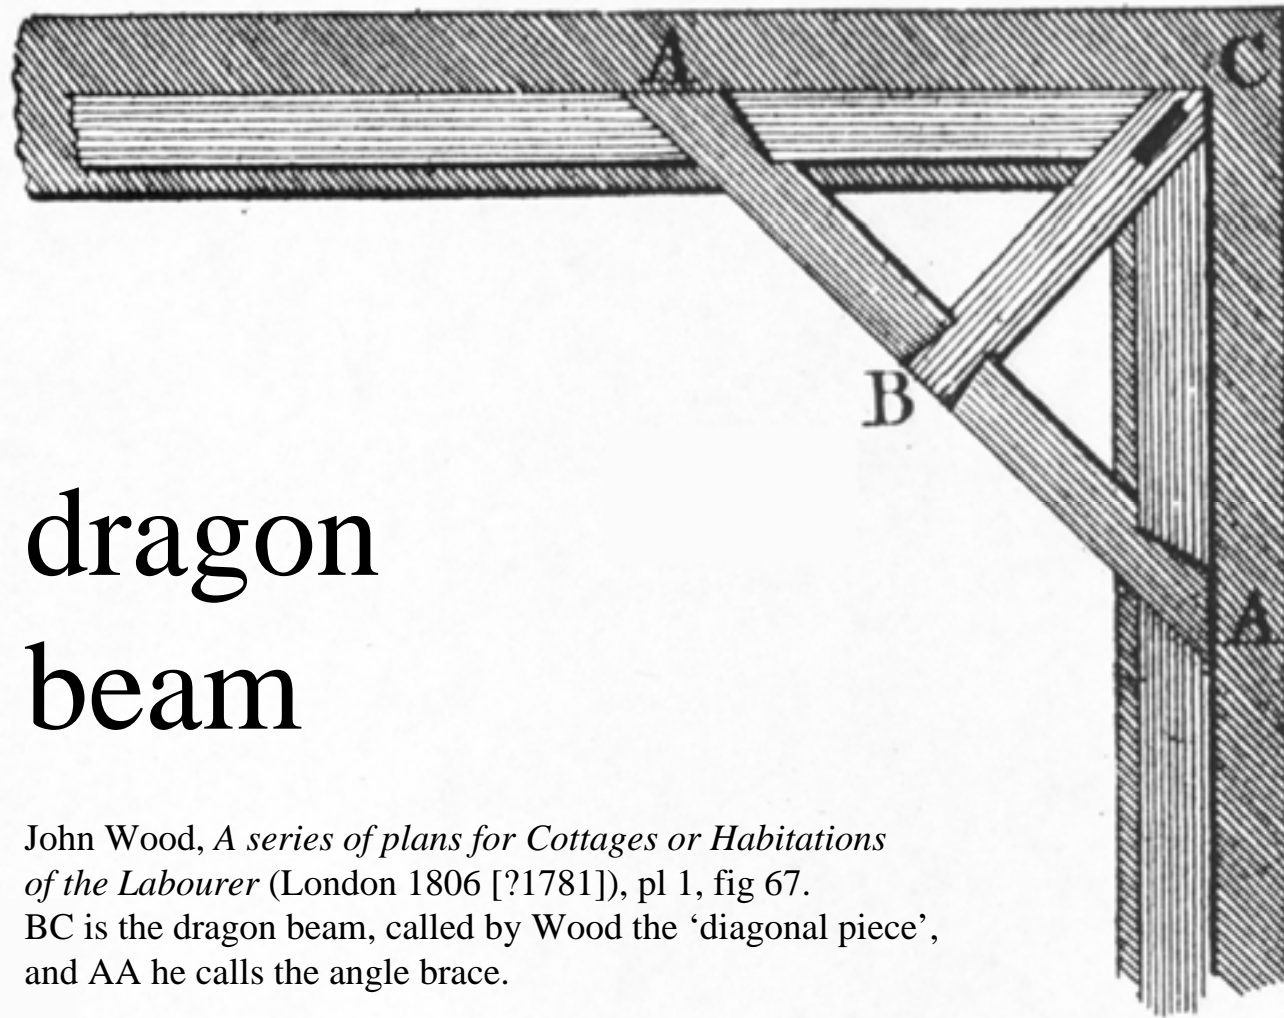 A
C
B
A
dragon
beam
John Wood, A series of plans for Cottages or Habitations
of the Labourer (London 1806 [?1781]), pl 1, fig 67.
BC is the dragon beam, called by Wood the ‘diagonal piece’,
and AA he calls the angle brace.